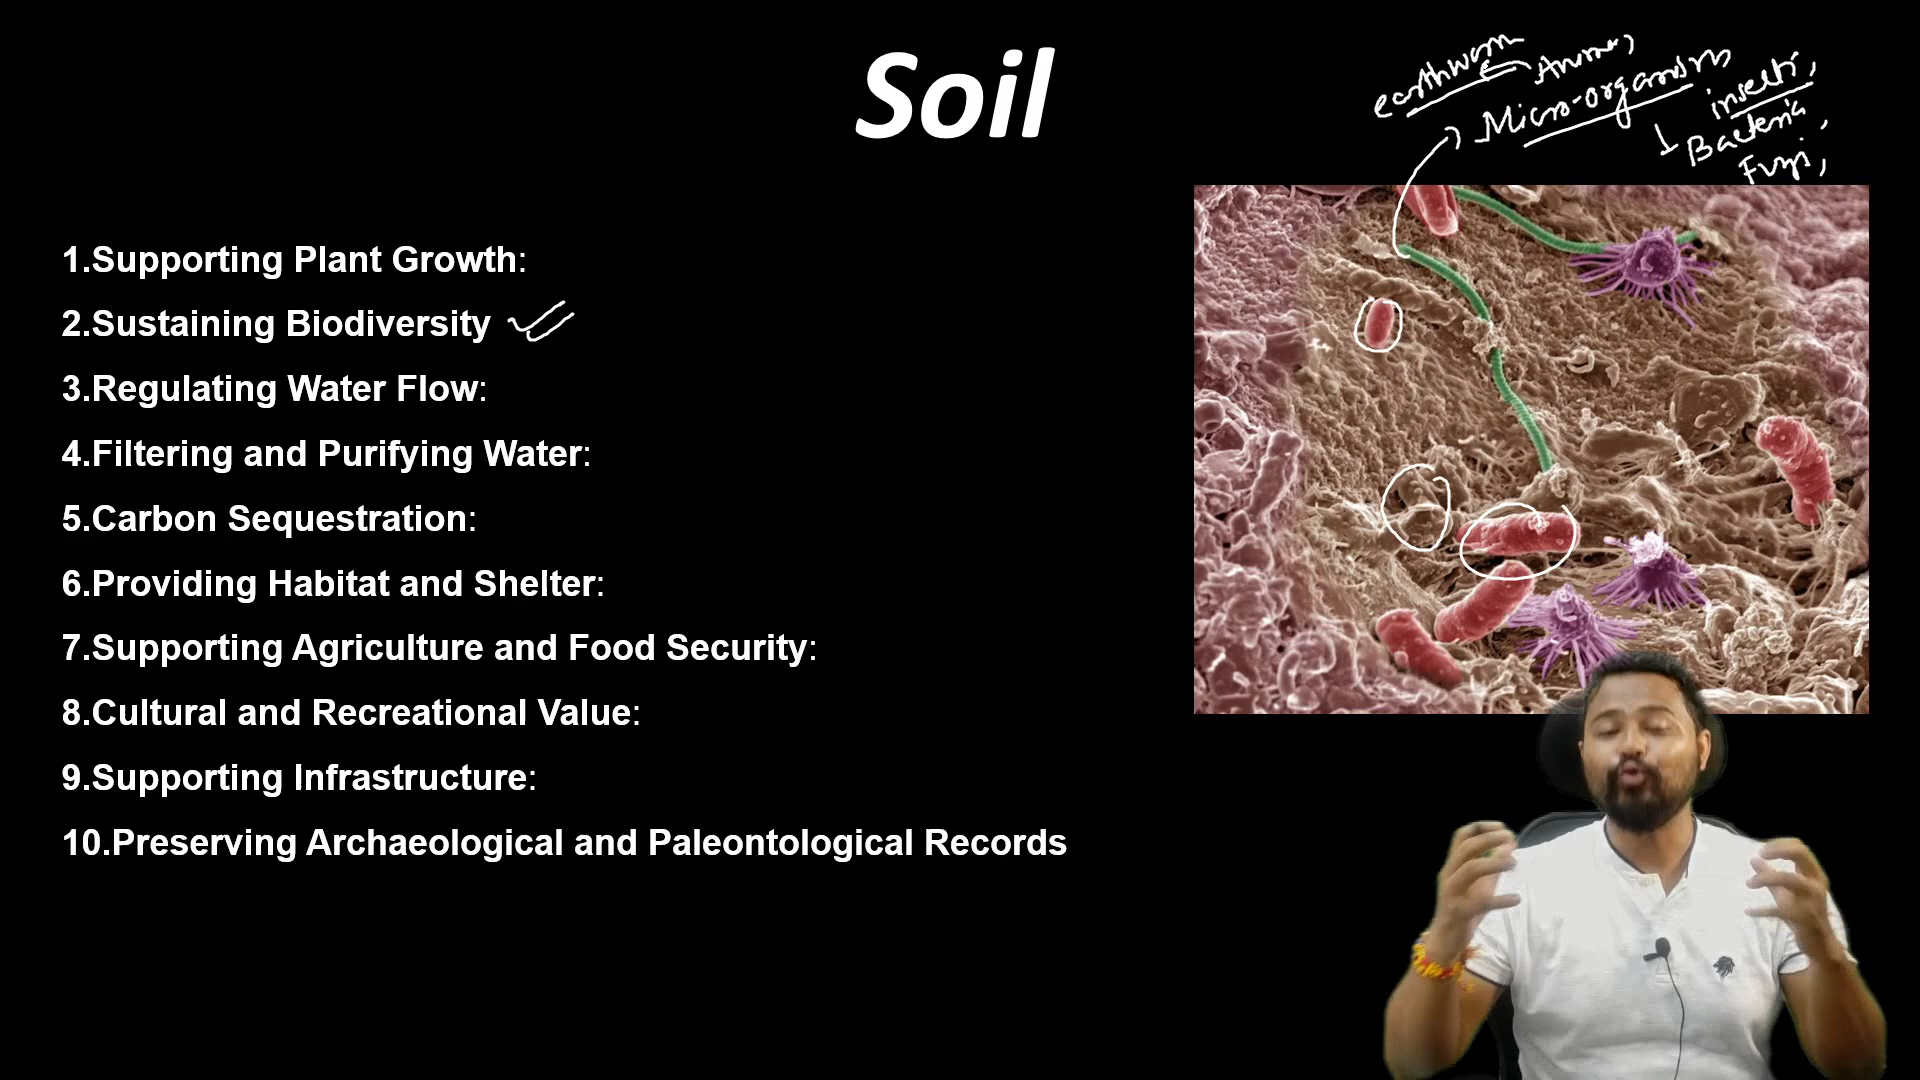 Soil
earthworm
Micro-organism
insects,
Bacteria
Fungi,
1.Supporting Plant Growth:
2.Sustaining Biodiversity
3.Regulating Water Flow:
4.Filtering and Purifying Water:
5.Carbon Sequestration:
6.Providing Habitat and Shelter:
7.Supporting Agriculture and Food Security:
8.Cultural and Recreational Value:
9.Supporting Infrastructure:
10.Preserving Archaeological and Paleontological Records